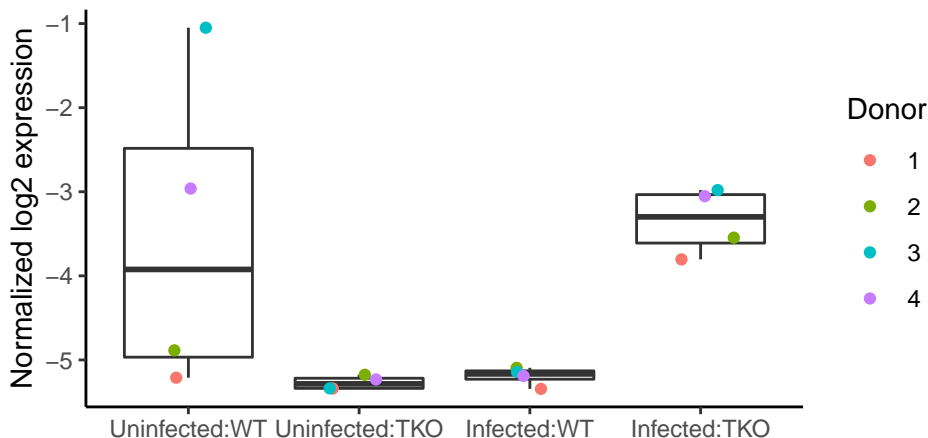 Normalized log2 expression
−1
−2
−3
−4
−5
Uninfected:WT
Uninfected:TKO
Infected:WT
Infected:TKO
Donor
1
2
3
4